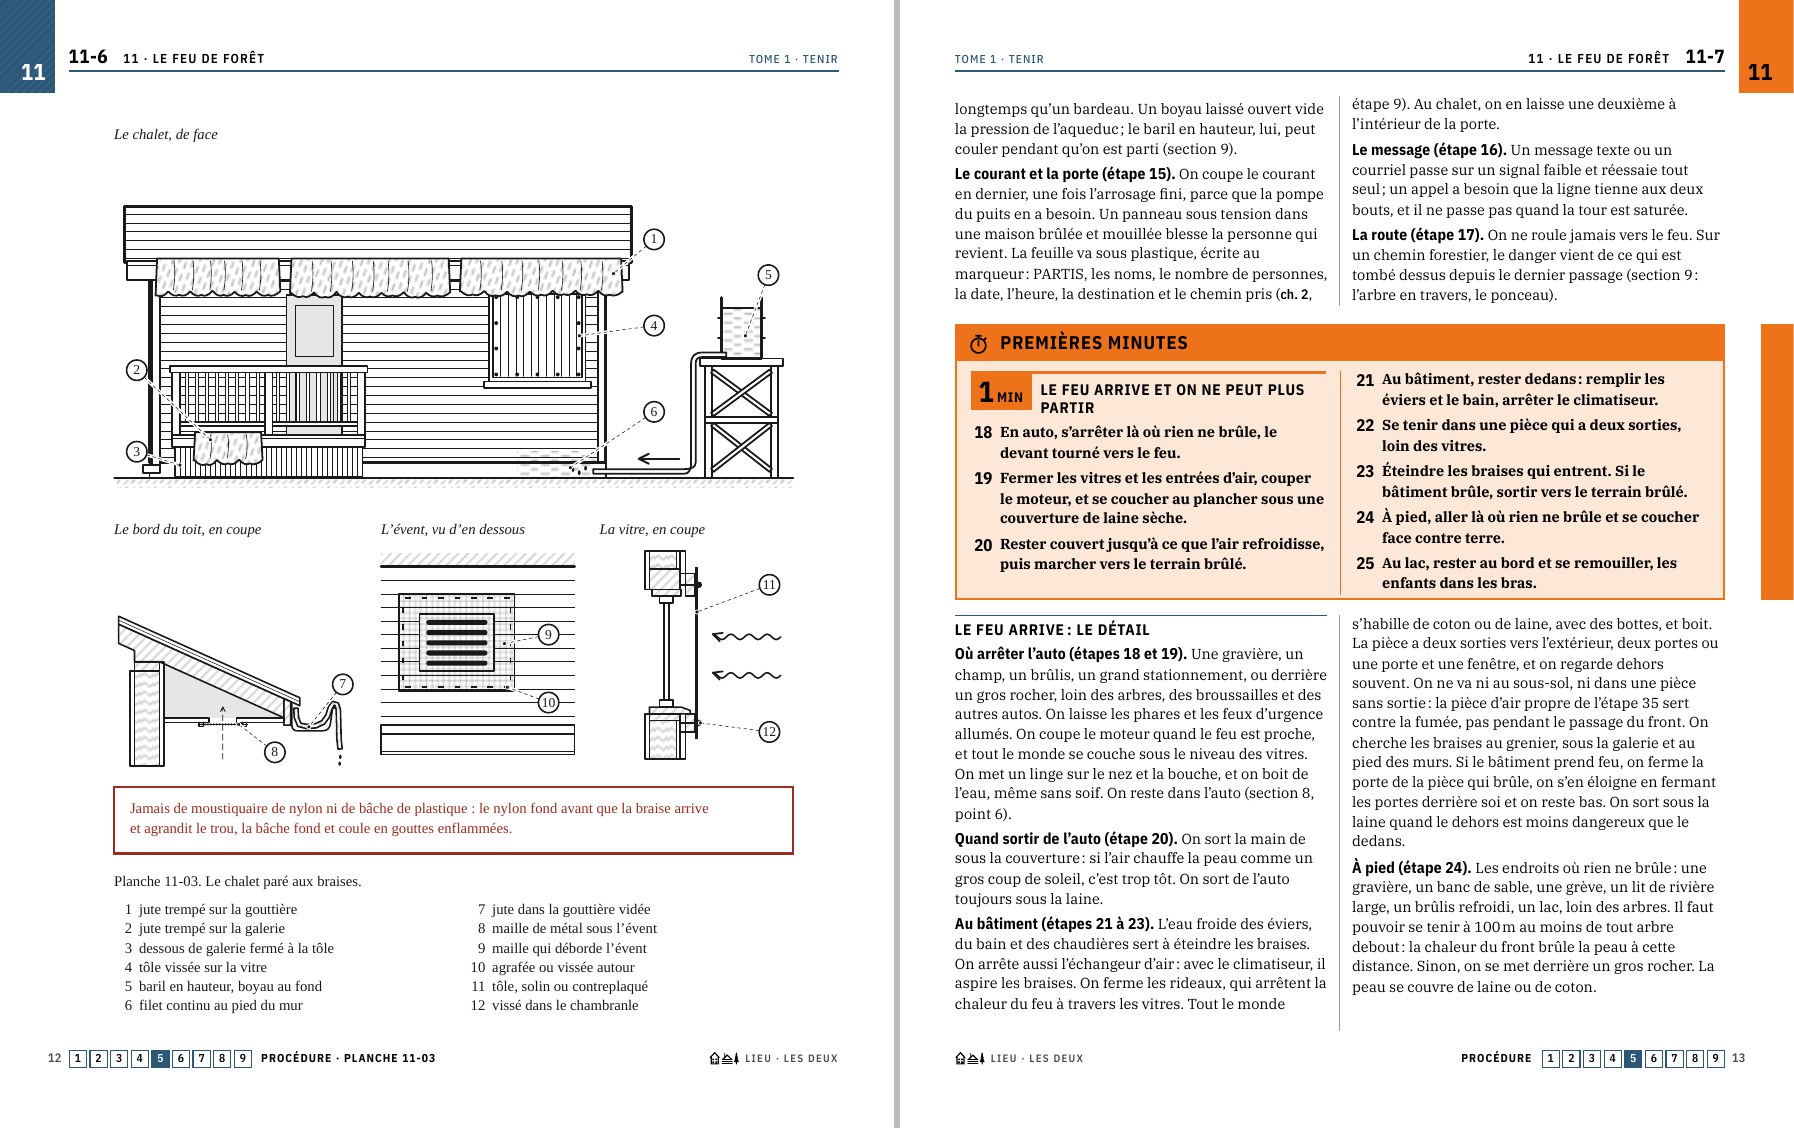 11
11-6 11 · LE FEU DE FORÊT
TOME 1 · TENIR
Le chalet, de face
1
5
4
2
6
3
Le bord du toit, en coupe
L’évent, vu d’en dessous
La vitre, en coupe
11
9
7
10
12
8
Jamais de moustiquaire de nylon ni de bâche de plastique : le nylon fond avant que la braise arrive
et agrandit le trou, la bâche fond et coule en gouttes enflammées.
Planche 11-03. Le chalet paré aux braises.
1 jute trempé sur la gouttière
2 jute trempé sur la galerie
3 dessous de galerie fermé à la tôle
4 tôle vissée sur la vitre
5 baril en hauteur, boyau au fond
6 filet continu au pied du mur
7 jute dans la gouttière vidée
8 maille de métal sous l’évent
9 maille qui déborde l’évent
10 agrafée ou vissée autour
11 tôle, solin ou contreplaqué
12 vissé dans le chambranle
12 1 2 3 4 5 6 7 8 9 PROCÉDURE · PLANCHE 11-03
LIEU · LES DEUX
TOME 1 · TENIR
11 · LE FEU DE FORÊT 11-7
11
longtemps qu’un bardeau. Un boyau laissé ouvert vide
la pression de l’aqueduc ; le baril en hauteur, lui, peut
couler pendant qu’on est parti (section 9).
Le courant et la porte (étape 15). On coupe le courant
en dernier, une fois l’arrosage fini, parce que la pompe
du puits en a besoin. Un panneau sous tension dans
une maison brûlée et mouillée blesse la personne qui
revient. La feuille va sous plastique, écrite au
marqueur : PARTIS, les noms, le nombre de personnes,
la date, l’heure, la destination et le chemin pris (ch. 2,
étape 9). Au chalet, on en laisse une deuxième à
l’intérieur de la porte.
Le message (étape 16). Un message texte ou un
courriel passe sur un signal faible et réessaie tout
seul ; un appel a besoin que la ligne tienne aux deux
bouts, et il ne passe pas quand la tour est saturée.
La route (étape 17). On ne roule jamais vers le feu. Sur
un chemin forestier, le danger vient de ce qui est
tombé dessus depuis le dernier passage (section 9 :
l’arbre en travers, le ponceau).
PREMIÈRES MINUTES
1 MIN LE FEU ARRIVE ET ON NE PEUT PLUS
PARTIR
18 En auto, s’arrêter là où rien ne brûle, le
devant tourné vers le feu.
19 Fermer les vitres et les entrées d’air, couper
le moteur, et se coucher au plancher sous une
couverture de laine sèche.
20 Rester couvert jusqu’à ce que l’air refroidisse,
puis marcher vers le terrain brûlé.
21 Au bâtiment, rester dedans : remplir les
éviers et le bain, arrêter le climatiseur.
22 Se tenir dans une pièce qui a deux sorties,
loin des vitres.
23 Éteindre les braises qui entrent. Si le
bâtiment brûle, sortir vers le terrain brûlé.
24 À pied, aller là où rien ne brûle et se coucher
face contre terre.
25 Au lac, rester au bord et se remouiller, les
enfants dans les bras.
LE FEU ARRIVE : LE DÉTAIL
Où arrêter l’auto (étapes 18 et 19). Une gravière, un
champ, un brûlis, un grand stationnement, ou derrière
un gros rocher, loin des arbres, des broussailles et des
autres autos. On laisse les phares et les feux d’urgence
allumés. On coupe le moteur quand le feu est proche,
et tout le monde se couche sous le niveau des vitres.
On met un linge sur le nez et la bouche, et on boit de
l’eau, même sans soif. On reste dans l’auto (section 8,
point 6).
Quand sortir de l’auto (étape 20). On sort la main de
sous la couverture : si l’air chauffe la peau comme un
gros coup de soleil, c’est trop tôt. On sort de l’auto
toujours sous la laine.
Au bâtiment (étapes 21 à 23). L’eau froide des éviers,
du bain et des chaudières sert à éteindre les braises.
On arrête aussi l’échangeur d’air : avec le climatiseur, il
aspire les braises. On ferme les rideaux, qui arrêtent la
chaleur du feu à travers les vitres. Tout le monde
s’habille de coton ou de laine, avec des bottes, et boit.
La pièce a deux sorties vers l’extérieur, deux portes ou
une porte et une fenêtre, et on regarde dehors
souvent. On ne va ni au sous-sol, ni dans une pièce
sans sortie : la pièce d’air propre de l’étape 35 sert
contre la fumée, pas pendant le passage du front. On
cherche les braises au grenier, sous la galerie et au
pied des murs. Si le bâtiment prend feu, on ferme la
porte de la pièce qui brûle, on s’en éloigne en fermant
les portes derrière soi et on reste bas. On sort sous la
laine quand le dehors est moins dangereux que le
dedans.
À pied (étape 24). Les endroits où rien ne brûle : une
gravière, un banc de sable, une grève, un lit de rivière
large, un brûlis refroidi, un lac, loin des arbres. Il faut
pouvoir se tenir à 100 m au moins de tout arbre
debout : la chaleur du front brûle la peau à cette
distance. Sinon, on se met derrière un gros rocher. La
peau se couvre de laine ou de coton.
LIEU · LES DEUX
PROCÉDURE 1 2 3 4 5 6 7 8 9 13